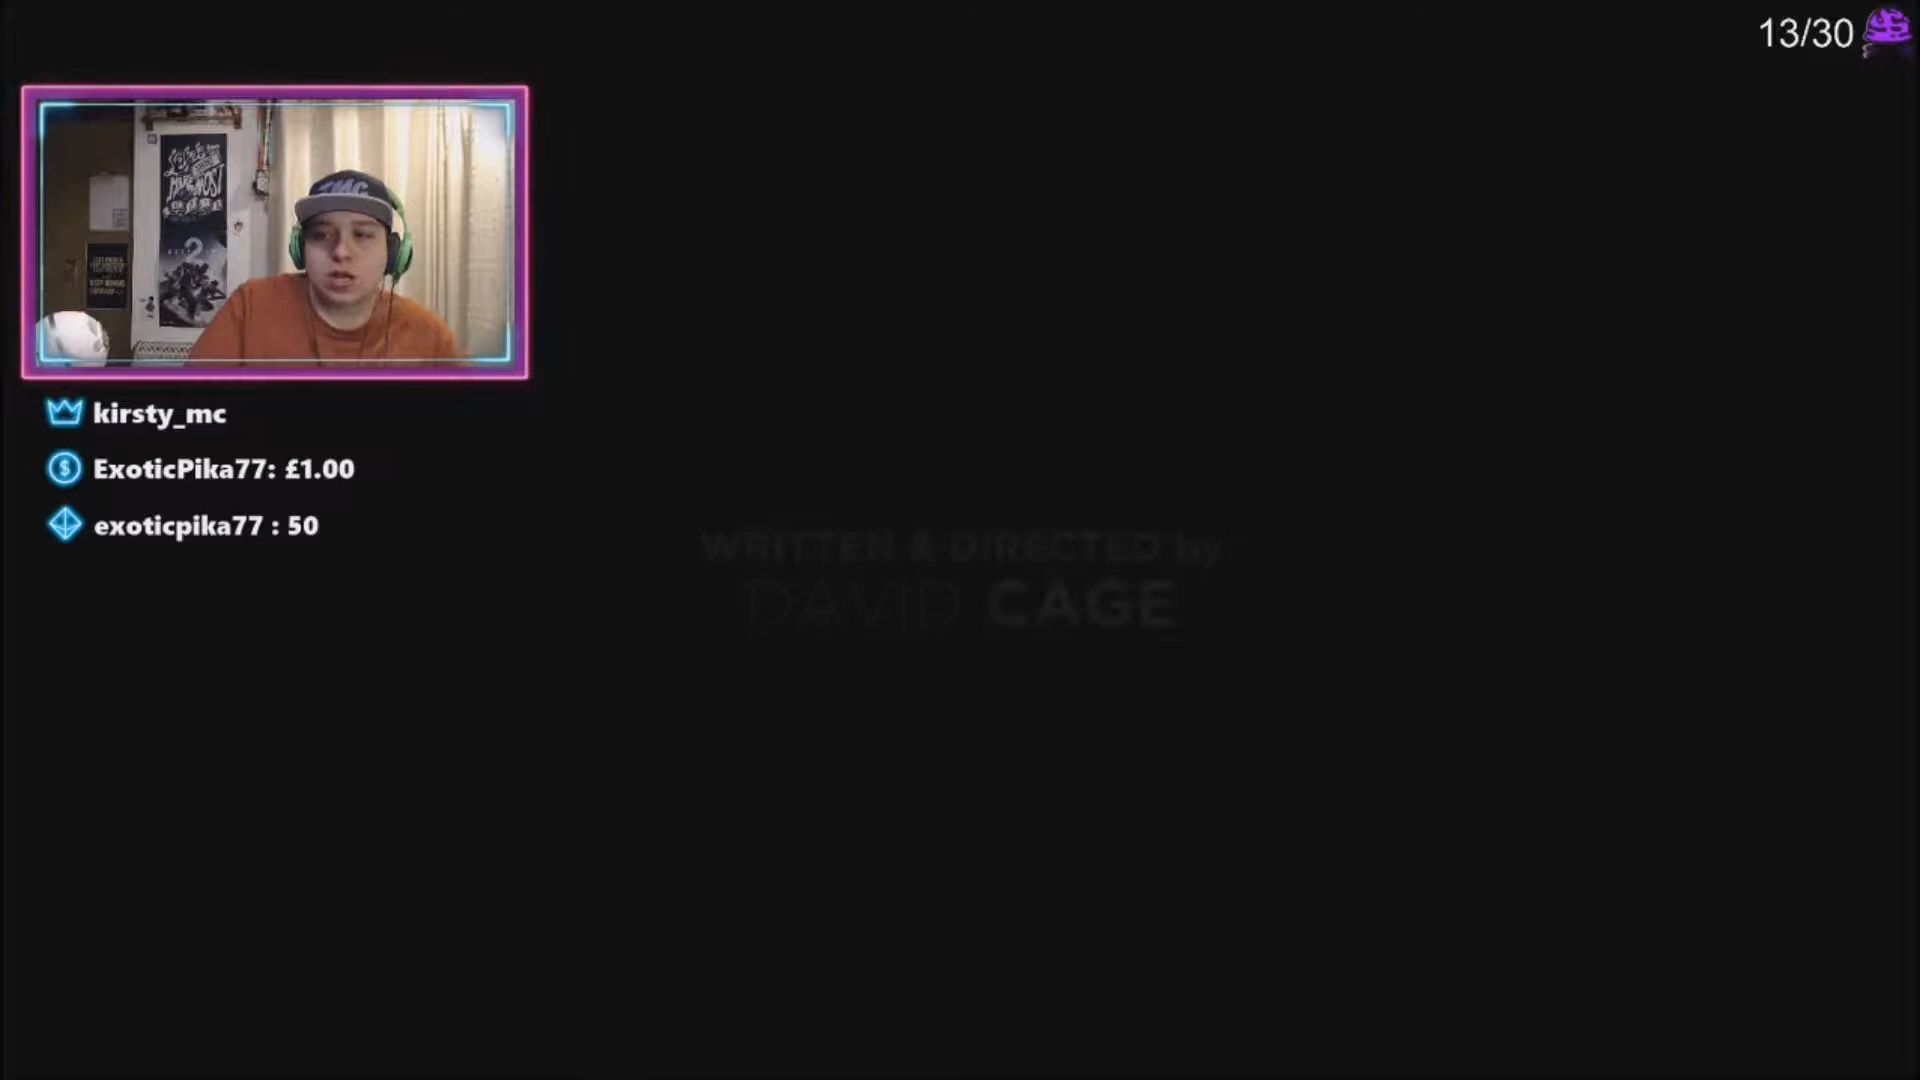 13/30
kirsty_mc
ExoticPika77: £1.00
exoticpika77 : 50
WRITTEN & DIRECTED by
DAVID CAGE